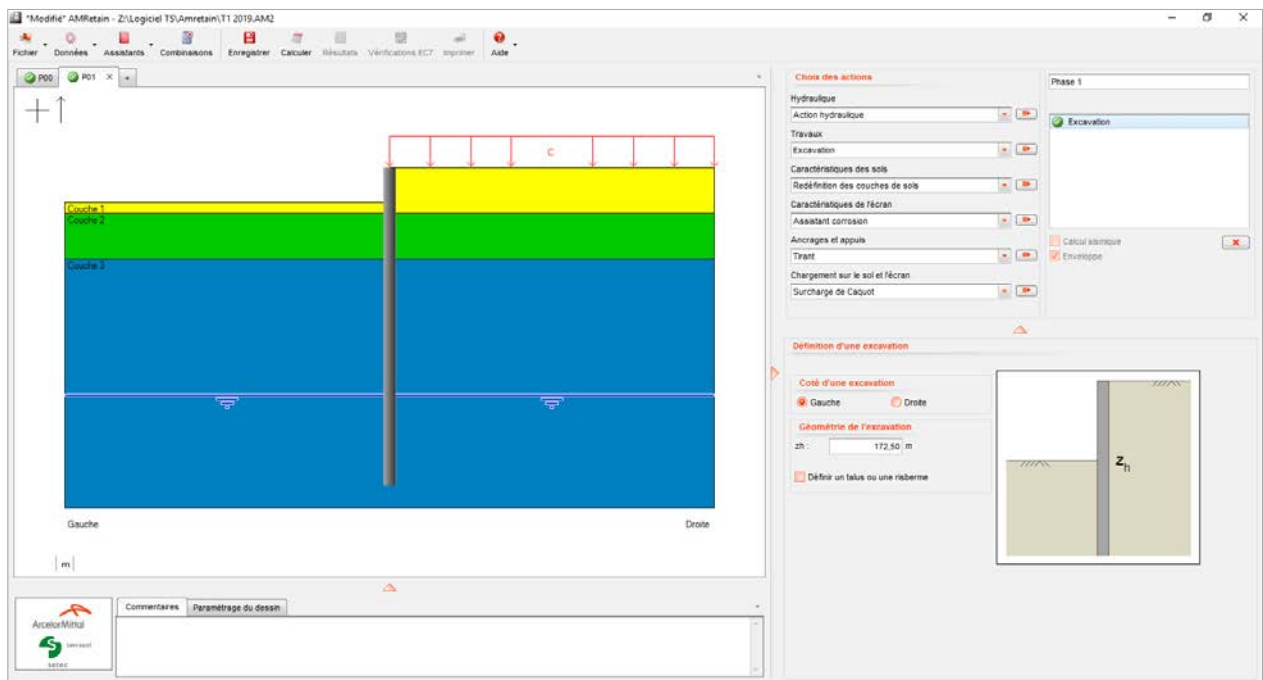 *Modifié* AMRetain - Z:\Logiciel TS\Amretain\T1 2019.AM2
Fichier Données Assistants Combinaisons Enregistrer Calculer Résultats Vérifications EC7 Imprimer Aide
P00 P01 × +
C
Couche 1
Couche 2
Couche 3
Gauche Droite
m
ArcelorMittal
terrasol
setec
Commentaires Paramétrage du dessin
Choix des actions
Hydraulique
Action hydraulique
Travaux
Excavation
Caractéristiques des sols
Redéfinition des couches de sols
Caractéristiques de l'écran
Assistant corrosion
Ancrages et appuis
Tirant
Chargement sur le sol et l'écran
Surcharge de Caquot
Phase 1
Excavation
Calcul sismique
Enveloppe
Définition d'une excavation
Coté d'une excavation
Gauche Droite
Géométrie de l'excavation
zh : 172,50 m
Définir un talus ou une risberme
zh